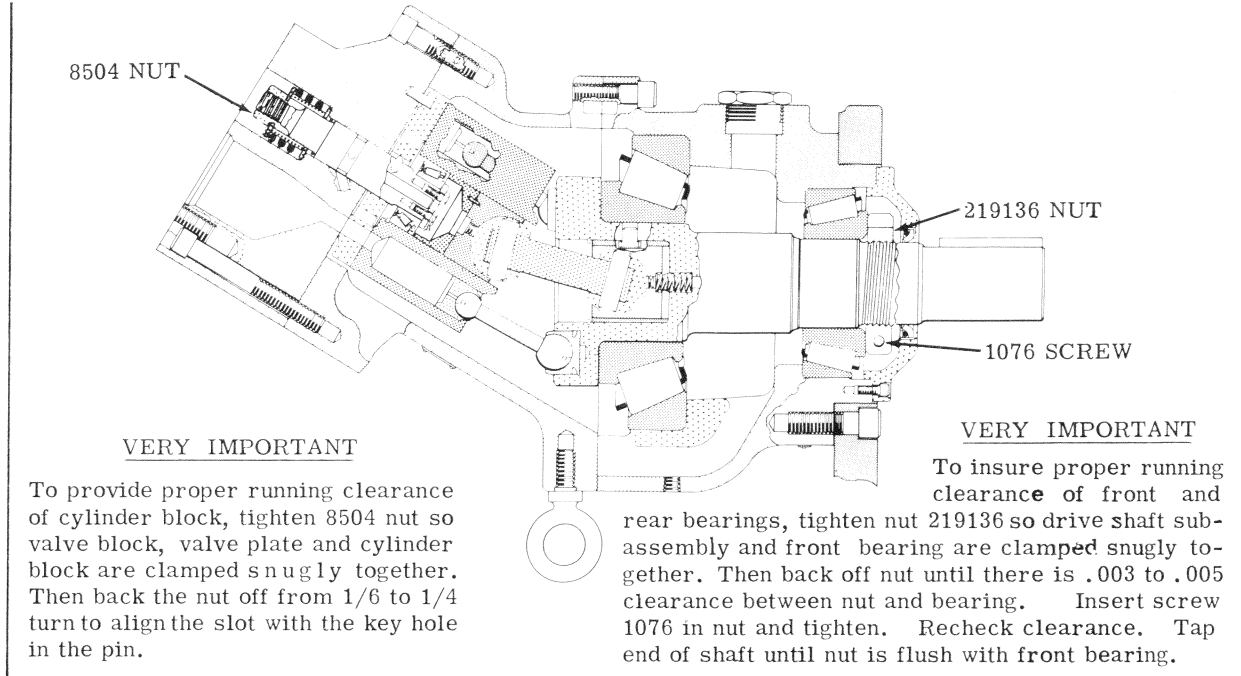 8504 NUT
219136 NUT
1076 SCREW
VERY IMPORTANT
To provide proper running clearance
of cylinder block, tighten 8504 nut so
valve block, valve plate and cylinder
block are clamped snugly together.
Then back the nut off from 1/6 to 1/4
turn to align the slot with the key hole
in the pin.
VERY IMPORTANT
To insure proper running
clearance of front and
rear bearings, tighten nut 219136 so drive shaft sub-
assembly and front bearing are clamped snugly to-
gether. Then back off nut until there is .003 to .005
clearance between nut and bearing. Insert screw
1076 in nut and tighten. Recheck clearance. Tap
end of shaft until nut is flush with front bearing.